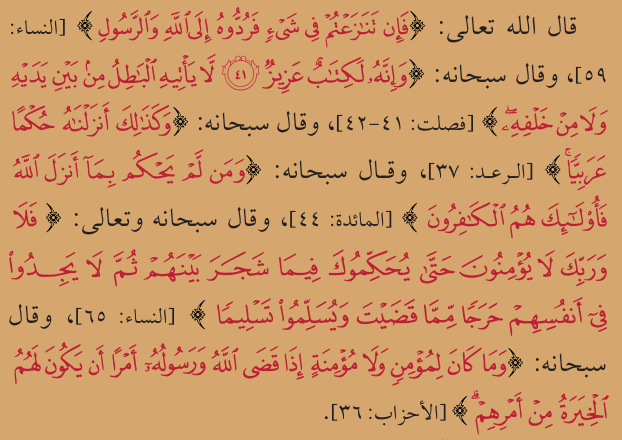 قال الله تعالى: ﴿فَإِن تَنَٰزَعۡتُمۡ فِي شَيۡءٖ فَرُدُّوهُ إِلَى ٱللَّهِ وَٱلرَّسُولِ﴾ [النساء:
٥٩]، وقال سبحانه: ﴿وَإِنَّهُۥ لَكِتَٰبٌ عَزِيزٞ ٤١ لَّا يَأۡتِيهِ ٱلۡبَٰطِلُ مِنۢ بَيۡنِ يَدَيۡهِ
وَلَا مِنۡ خَلۡفِهِۦۖ﴾ [فصلت: ٤١-٤٢]، وقال سبحانه: ﴿وَكَذَٰلِكَ أَنزَلۡنَٰهُ حُكۡمًا
عَرَبِيّٗاۚ﴾ [الرعد: ٣٧]، وقال سبحانه: ﴿وَمَن لَّمۡ يَحۡكُم بِمَآ أَنزَلَ ٱللَّهُ
فَأُوْلَٰٓئِكَ هُمُ ٱلۡكَٰفِرُونَ﴾ [المائدة: ٤٤]، وقال سبحانه وتعالى: ﴿فَلَا
وَرَبِّكَ لَا يُؤۡمِنُونَ حَتَّىٰ يُحَكِّمُوكَ فِيمَا شَجَرَ بَيۡنَهُمۡ ثُمَّ لَا يَجِدُواْ
فِيٓ أَنفُسِهِمۡ حَرَجٗا مِّمَّا قَضَيۡتَ وَيُسَلِّمُواْ تَسۡلِيمٗا﴾ [النساء: ٦٥]، وقال
سبحانه: ﴿وَمَا كَانَ لِمُؤۡمِنٖ وَلَا مُؤۡمِنَةٍ إِذَا قَضَى ٱللَّهُ وَرَسُولُهُۥٓ أَمۡرًا أَن يَكُونَ لَهُمُ
ٱلۡخِيَرَةُ مِنۡ أَمۡرِهِمۡۗ﴾ [الأحزاب: ٣٦].